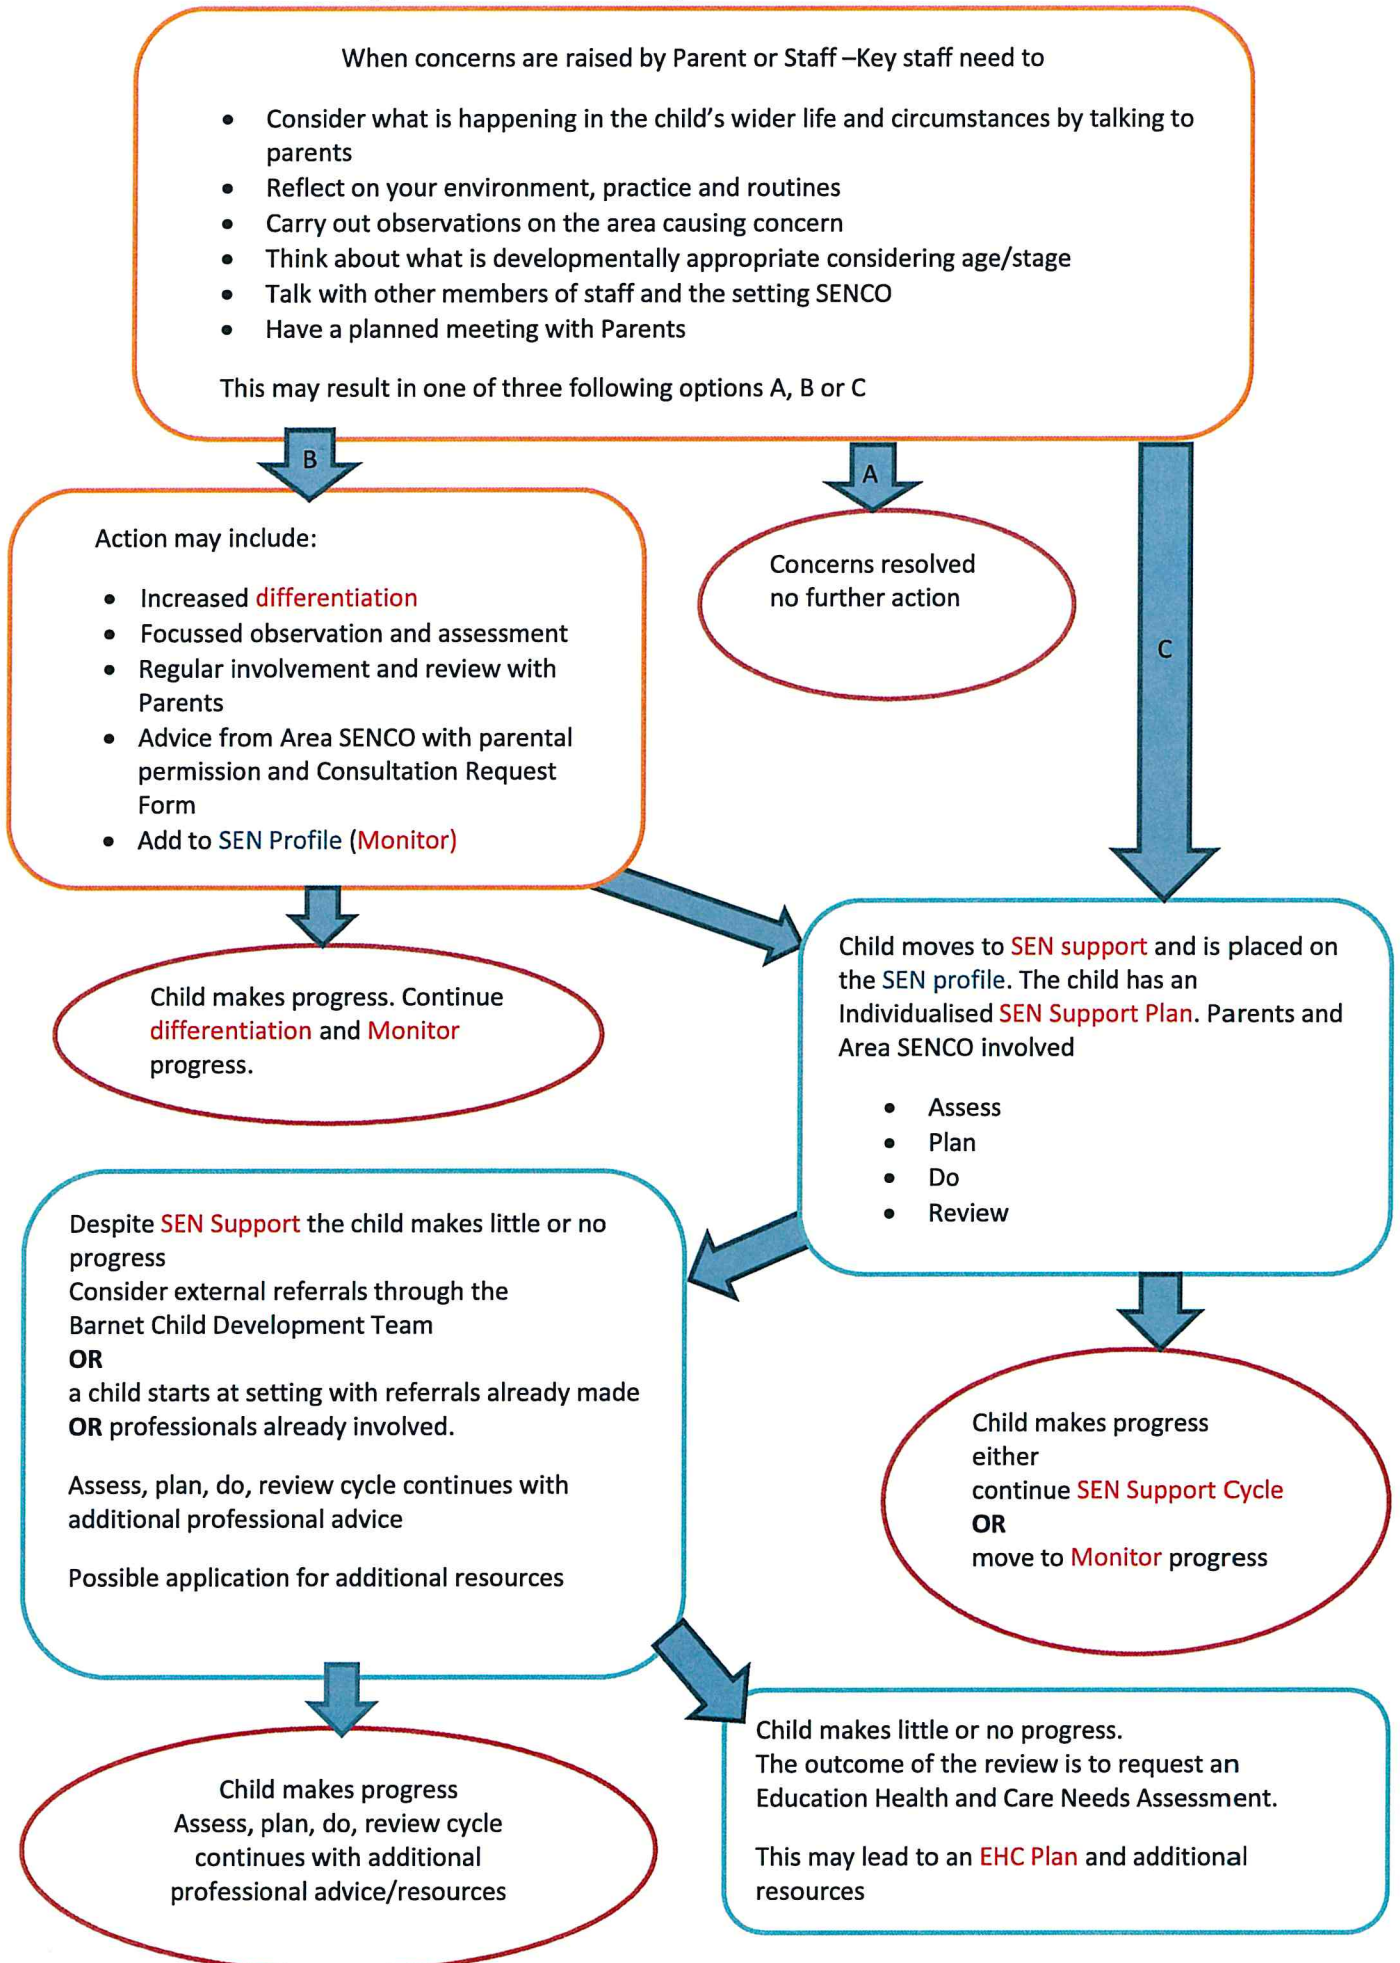 When concerns are raised by Parent or Staff –Key staff need to
• Consider what is happening in the child's wider life and circumstances by talking to
parents
• Reflect on your environment, practice and routines
• Carry out observations on the area causing concern
• Think about what is developmentally appropriate considering age/stage
• Talk with other members of staff and the setting SENCO
• Have a planned meeting with Parents
This may result in one of three following options A, B or C
B
A
C
Action may include:
• Increased differentiation
• Focussed observation and assessment
• Regular involvement and review with
Parents
• Advice from Area SENCO with parental
permission and Consultation Request
Form
• Add to SEN Profile (Monitor)
Concerns resolved
no further action
Child makes progress. Continue
differentiation and Monitor
progress.
Child moves to SEN support and is placed on
the SEN profile. The child has an
Individualised SEN Support Plan. Parents and
Area SENCO involved
• Assess
• Plan
• Do
• Review
Despite SEN Support the child makes little or no
progress
Consider external referrals through the
Barnet Child Development Team
OR
a child starts at setting with referrals already made
OR professionals already involved.
Assess, plan, do, review cycle continues with
additional professional advice
Possible application for additional resources
Child makes progress
either
continue SEN Support Cycle
OR
move to Monitor progress
Child makes progress
Assess, plan, do, review cycle
continues with additional
professional advice/resources
Child makes little or no progress.
The outcome of the review is to request an
Education Health and Care Needs Assessment.
This may lead to an EHC Plan and additional
resources